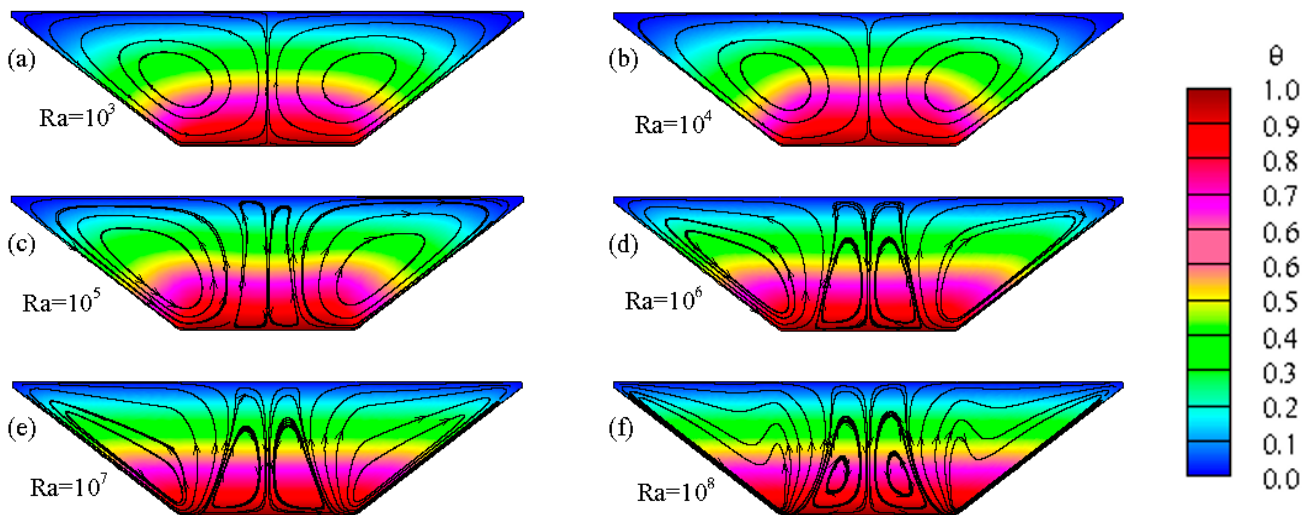 (a)
Ra=10³
(b)
Ra=10⁴
(c)
Ra=10⁵
(d)
Ra=10⁶
(e)
Ra=10⁷
(f)
Ra=10⁸
θ
1.0
0.9
0.8
0.7
0.6
0.6
0.5
0.4
0.3
0.2
0.1
0.0